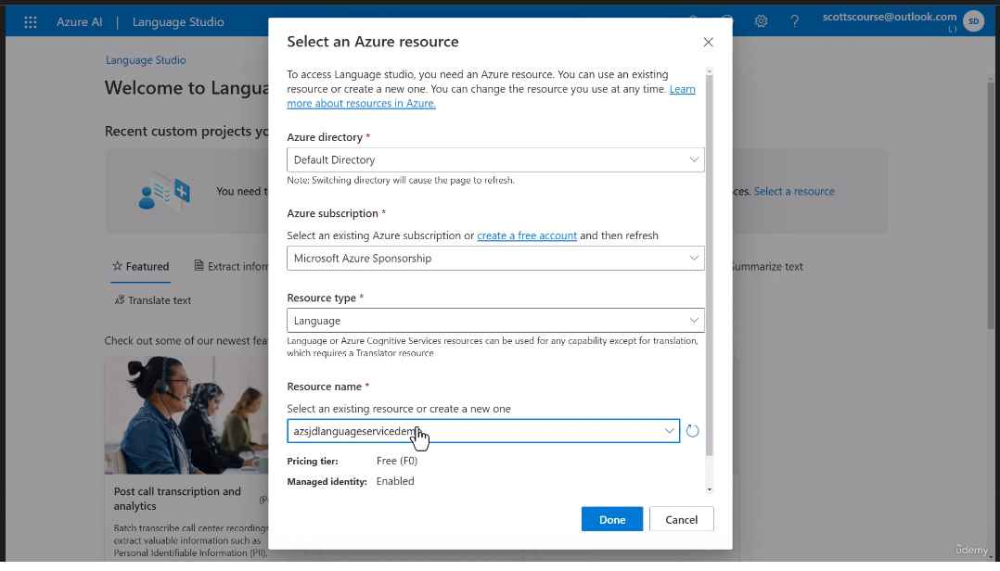 Azure AI | Language Studio
scottscourse@outlook.com
SD
Language Studio
Welcome to
Recent custom projects
You need
Select a resource
Featured
Extract
Summarize text
Translate text
Check out some of our newest
Post call transcription and
analytics
Batch transcribe call center recordings
extract valuable information such as
Personal Identifiable Information (PII),
Select an Azure resource
To access Language studio, you need an Azure resource. You can use an existing
resource or create a new one. You can change the resource you use at any time. Learn
more about resources in Azure.
Azure directory *
Default Directory
Note: Switching directory will cause the page to refresh.
Azure subscription *
Select an existing Azure subscription or create a free account and then refresh
Microsoft Azure Sponsorship
Resource type *
Language
Language or Azure Cognitive Services resources can be used for any capability except for translation,
which requires a Translator resource
Resource name *
Select an existing resource or create a new one
Pricing tier: Free (F0)
Managed identity: Enabled
Done
Cancel
udemy